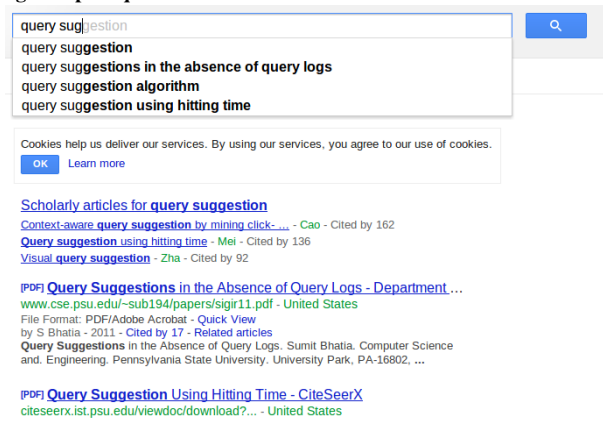 query suggestion
query suggestion
query suggestions in the absence of query logs
query suggestion algorithm
query suggestion using hitting time
Cookies help us deliver our services. By using our services, you agree to our use of cookies.
OK Learn more
Scholarly articles for query suggestion
Context-aware query suggestion by mining click- ... - Cao - Cited by 162
Query suggestion using hitting time - Mei - Cited by 136
Visual query suggestion - Zha - Cited by 92
[PDF] Query Suggestions in the Absence of Query Logs - Department ...
www.cse.psu.edu/~sub194/papers/sigir11.pdf - United States
File Format: PDF/Adobe Acrobat - Quick View
by S Bhatia - 2011 - Cited by 17 - Related articles
Query Suggestions in the Absence of Query Logs. Sumit Bhatia. Computer Science
and. Engineering. Pennsylvania State University. University Park, PA-16802, ...
[PDF] Query Suggestion Using Hitting Time - CiteSeerX
citeseerx.ist.psu.edu/viewdoc/download?... - United States